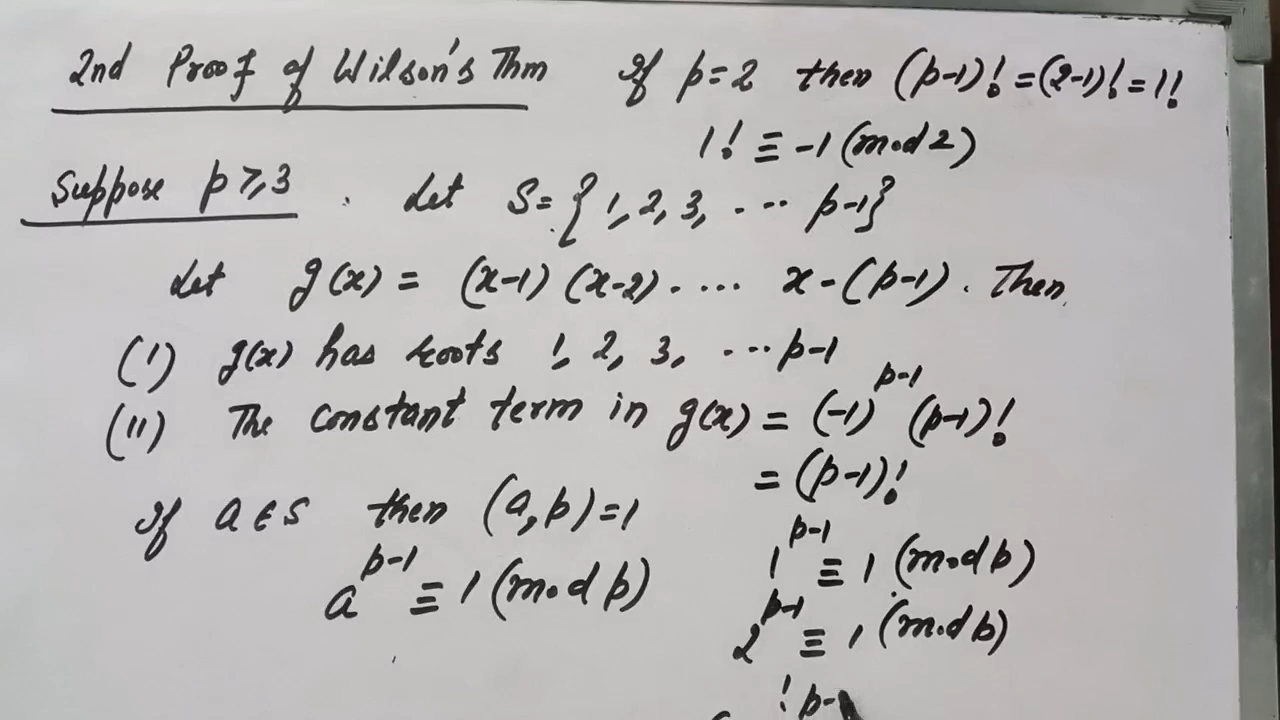 2nd Proof of Wilson's Thm If p=2 then (p-1)! = (2-1)! = 1!
1! ≡ -1 (mod 2)
Suppose p ≥ 3. Let S = { 1, 2, 3, .... p-1}
Let g(x) = (x-1) (x-2) .... x-(p-1). Then
(i) g(x) has roots 1, 2, 3, ... p-1
(ii) The constant term in g(x) = (-1)^{p-1} (p-1)!
= (p-1)!
If a ∈ S then (a, p) = 1
a^{p-1} ≡ 1 (mod p)
1^{p-1} ≡ 1 (mod p)
2^{p-1} ≡ 1 (mod p)